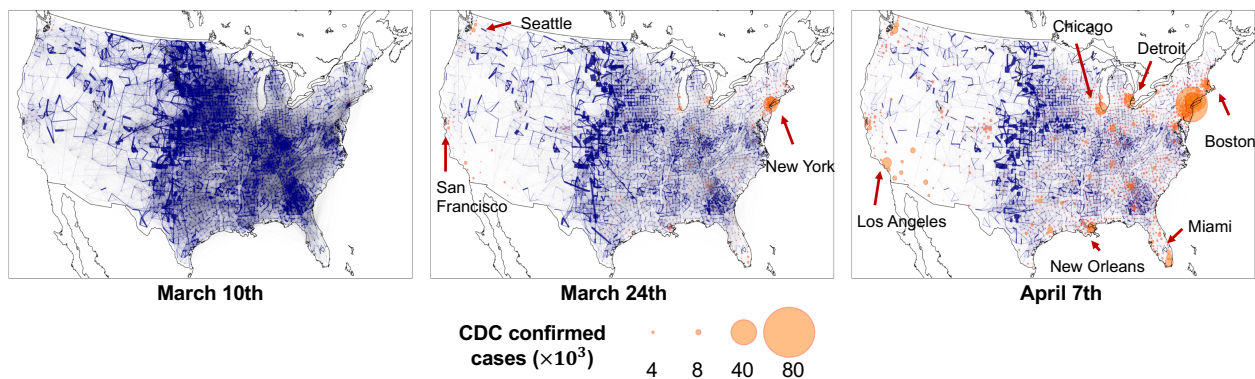 Seattle
New York
San
Francisco
March 10th
March 24th
Chicago
Detroit
Boston
Los Angeles
Miami
New Orleans
April 7th
CDC confirmed
cases (×10³)
4 8 40 80